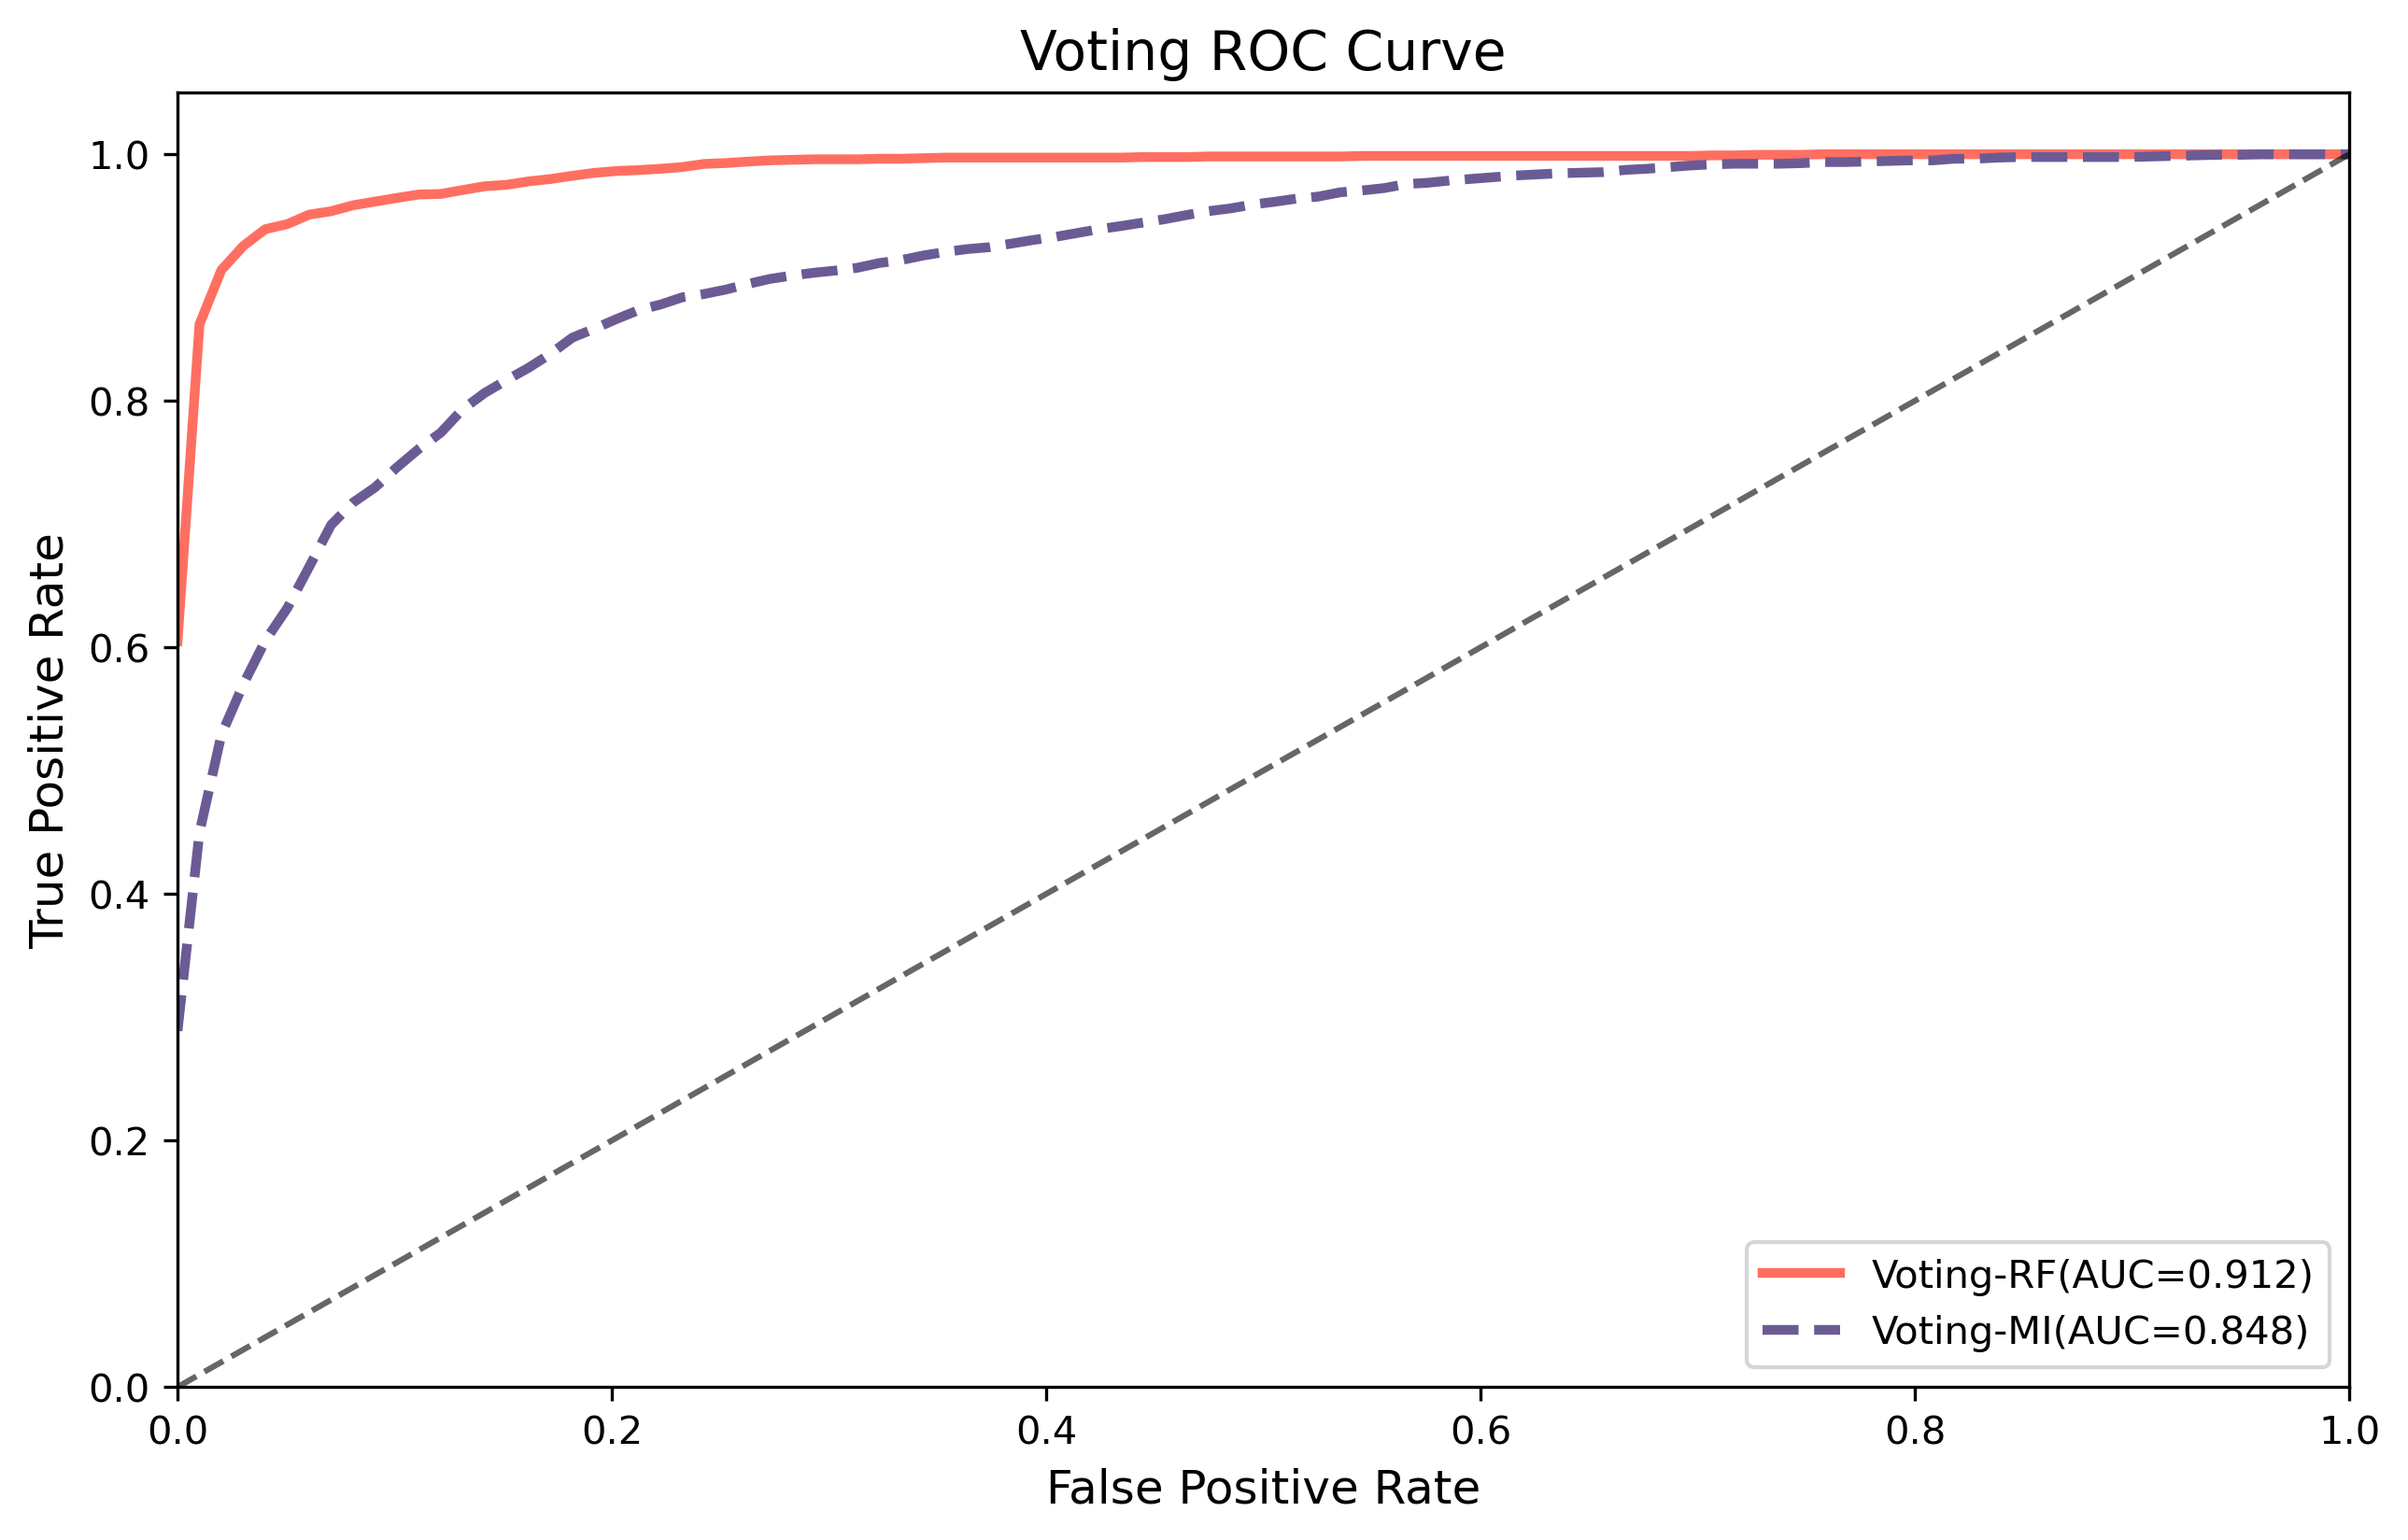 Voting ROC Curve
True Positive Rate
1.0
0.8
0.6
0.4
0.2
0.0
0.0 0.2 0.4 0.6 0.8 1.0
False Positive Rate
Voting-RF(AUC=0.912)
Voting-MI(AUC=0.848)